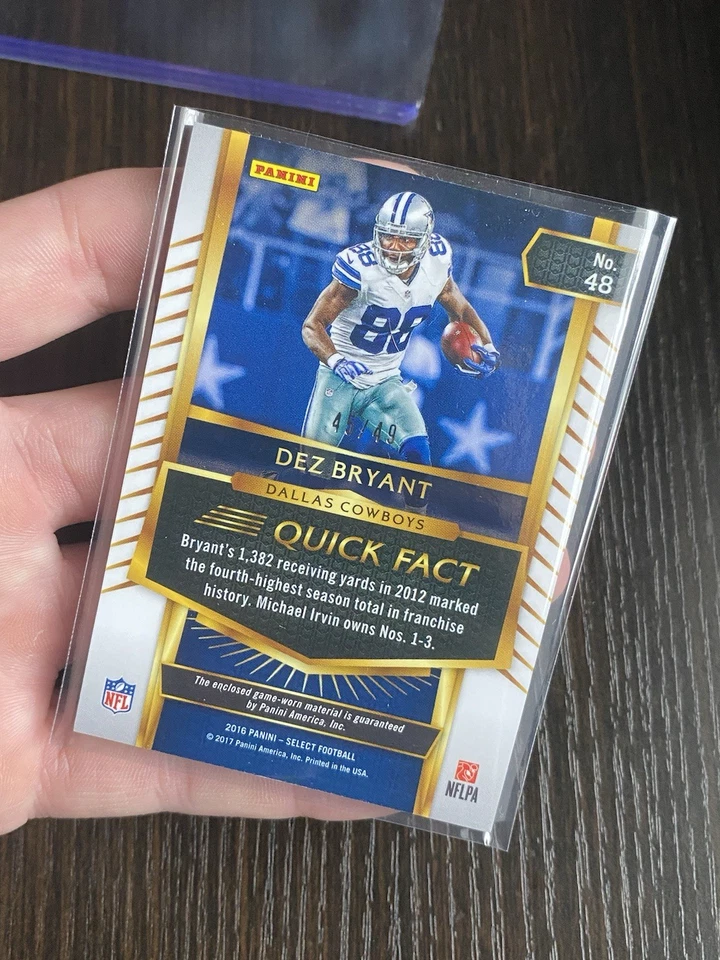 PANINI
No.
48
88
88
DEZ BRYANT
DALLAS COWBOYS
QUICK FACT
Bryant's 1,382 receiving yards in 2012 marked
the fourth-highest season total in franchise
history. Michael Irvin owns Nos. 1-3.
The enclosed game-worn material is guaranteed
by Panini America, Inc.
2016 PANINI – SELECT FOOTBALL
© 2017 Panini America, Inc. Printed in the USA.
NFL
NFLPA